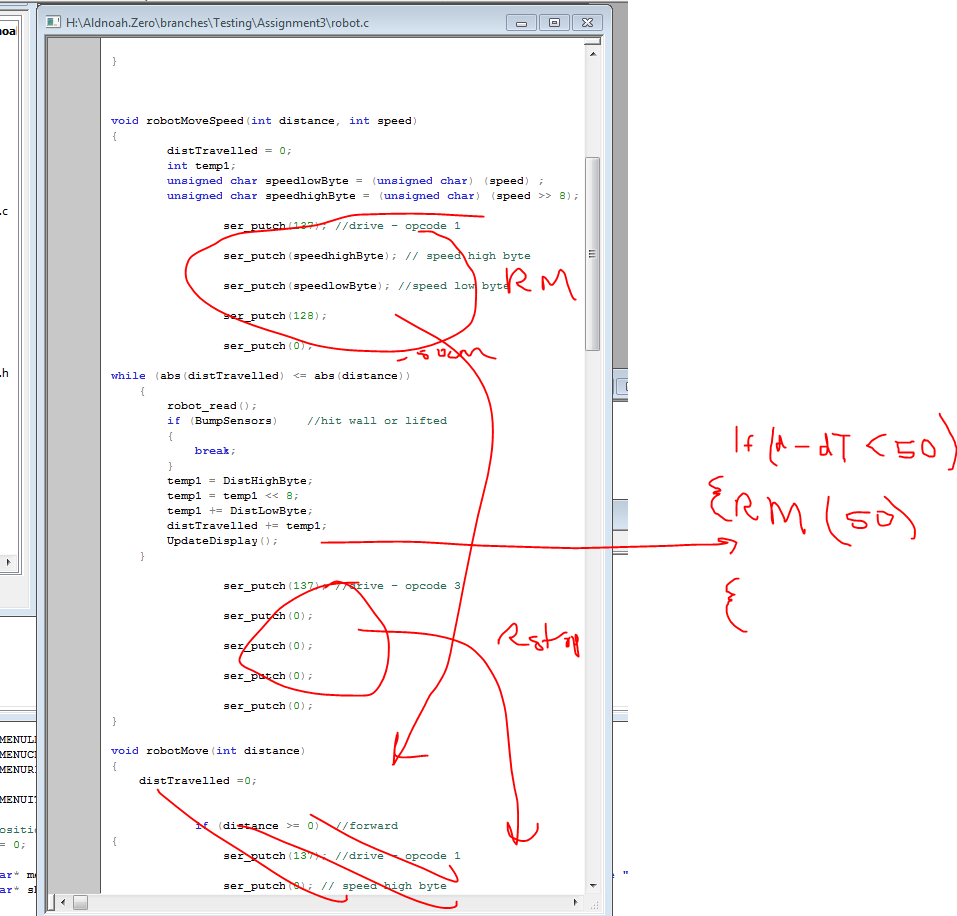 H:\Aldnoah.Zero\branches\Testing\Assignment3\robot.c
}
void robotMoveSpeed(int distance, int speed)
{
distTravelled = 0;
int temp1;
unsigned char speedlowByte = (unsigned char) (speed) ;
unsigned char speedhighByte = (unsigned char) (speed >> 8);
ser_putch(137); //drive - opcode 1
ser_putch(speedhighByte); // speed high byte
ser_putch(speedlowByte); //speed low byte
RM
ser_putch(128);
ser_putch(0);
while (abs(distTravelled) <= abs(distance))
{
robot_read();
if (BumpSensors) //hit wall or lifted
{
break;
}
temp1 = DistHighByte;
temp1 = temp1 << 8;
temp1 += DistLowByte;
distTravelled += temp1;
UpdateDisplay();
}
If (d-dT < 50)
{ RM (50)
{
ser_putch(137); //drive - opcode 3
ser_putch(0);
ser_putch(0);
Rstop
ser_putch(0);
ser_putch(0);
}
void robotMove(int distance)
{
distTravelled =0;
if (distance >= 0) //forward
{
ser_putch(137); //drive - opcode 1
ser_putch(0); // speed high byte
.c
.h
MENUL
MENUC
MENUR
MENUIT
= 0;
ar* m
ar* s